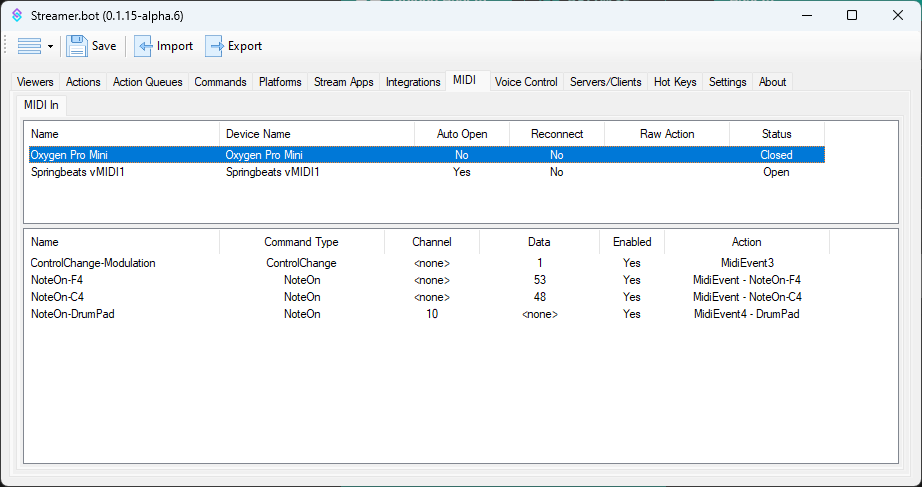 Streamer.bot (0.1.15-alpha.6)
Save Import Export
Viewers Actions Action Queues Commands Platforms Stream Apps Integrations MIDI Voice Control Servers/Clients Hot Keys Settings About
MIDI In
Name Device Name Auto Open Reconnect Raw Action Status
Oxygen Pro Mini Oxygen Pro Mini No No Closed
Springbeats vMIDI1 Springbeats vMIDI1 Yes No Open
Name Command Type Channel Data Enabled Action
ControlChange-Modulation ControlChange <none> 1 Yes MidiEvent3
NoteOn-F4 NoteOn <none> 53 Yes MidiEvent - NoteOn-F4
NoteOn-C4 NoteOn <none> 48 Yes MidiEvent - NoteOn-C4
NoteOn-DrumPad NoteOn 10 <none> Yes MidiEvent4 - DrumPad